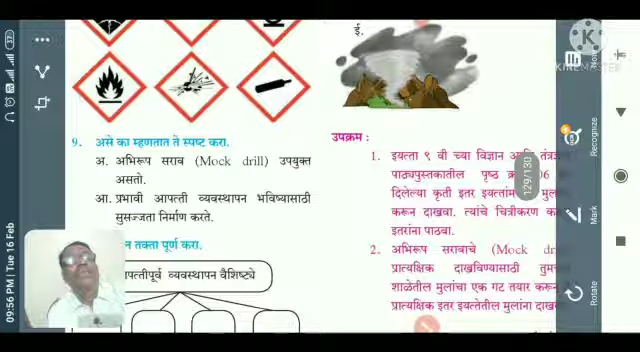 ई.
9. असे का म्हणतात ते स्पष्ट करा.
अ. अभिरूप सराव (Mock drill) उपयुक्त
असतो.
आ. प्रभावी आपत्ती व्यवस्थापन भविष्यासाठी
सुसज्जता निर्माण करते.
तक्ता पूर्ण करा.
व्यवस्थापन वैशिष्ट्ये
उपक्रम :
1. इयत्ता ९ वी च्या विज्ञान
पाठ्यपुस्तकातील पृष्ठ
दिलेल्या कृती इतर
करून दाखवा. त्यांचे चित्रीकरण
इतरांना पाठवा.
2. अभिरूप सरावाचे (Mock
प्रात्यक्षिक दाखविण्यासाठी
शाळेतील मुलांचा एक गट तयार करून
प्रात्यक्षिक इतर इयत्तेतील मुलांना
129/130
Note
Recognize
Mark
Rotate
KINEMASTER
09:56 PM | Tue 16 Feb
37